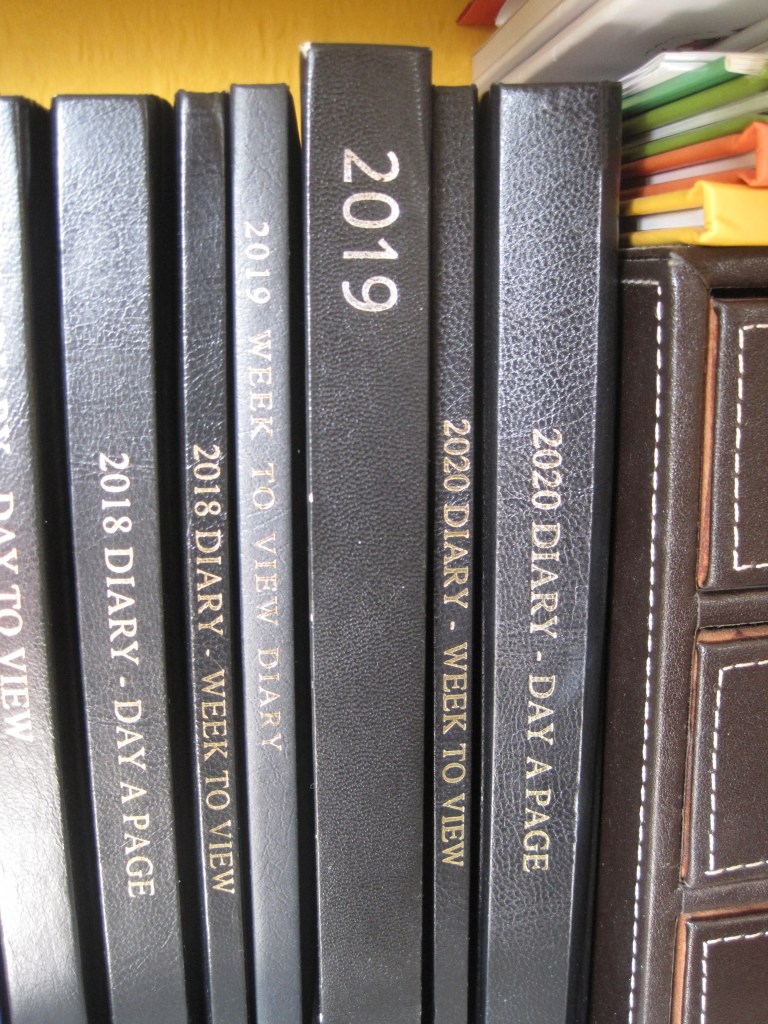 DAY TO VIEW
2018 DIARY - DAY A PAGE
2018 DIARY - WEEK TO VIEW
2019 WEEK TO VIEW DIARY
2019
2020 DIARY - WEEK TO VIEW
2020 DIARY - DAY A PAGE